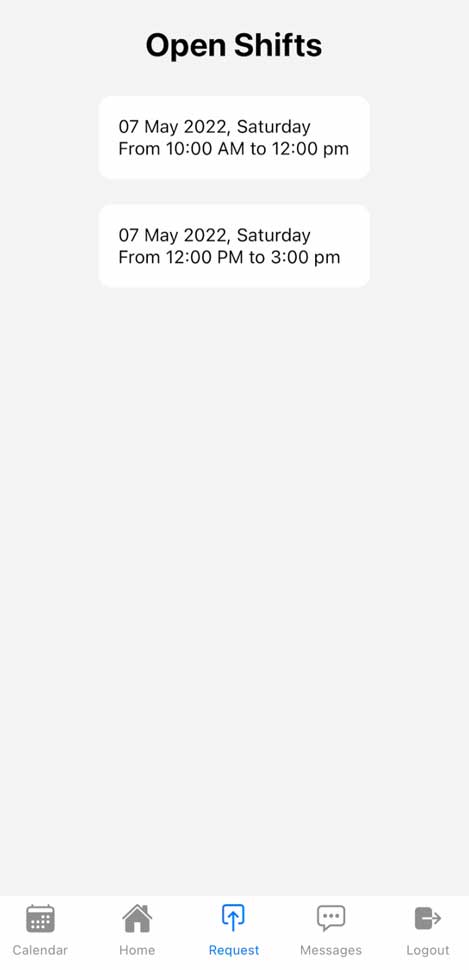 Open Shifts
07 May 2022, Saturday
From 10:00 AM to 12:00 pm
07 May 2022, Saturday
From 12:00 PM to 3:00 pm
Calendar
Home
Request
Messages
Logout